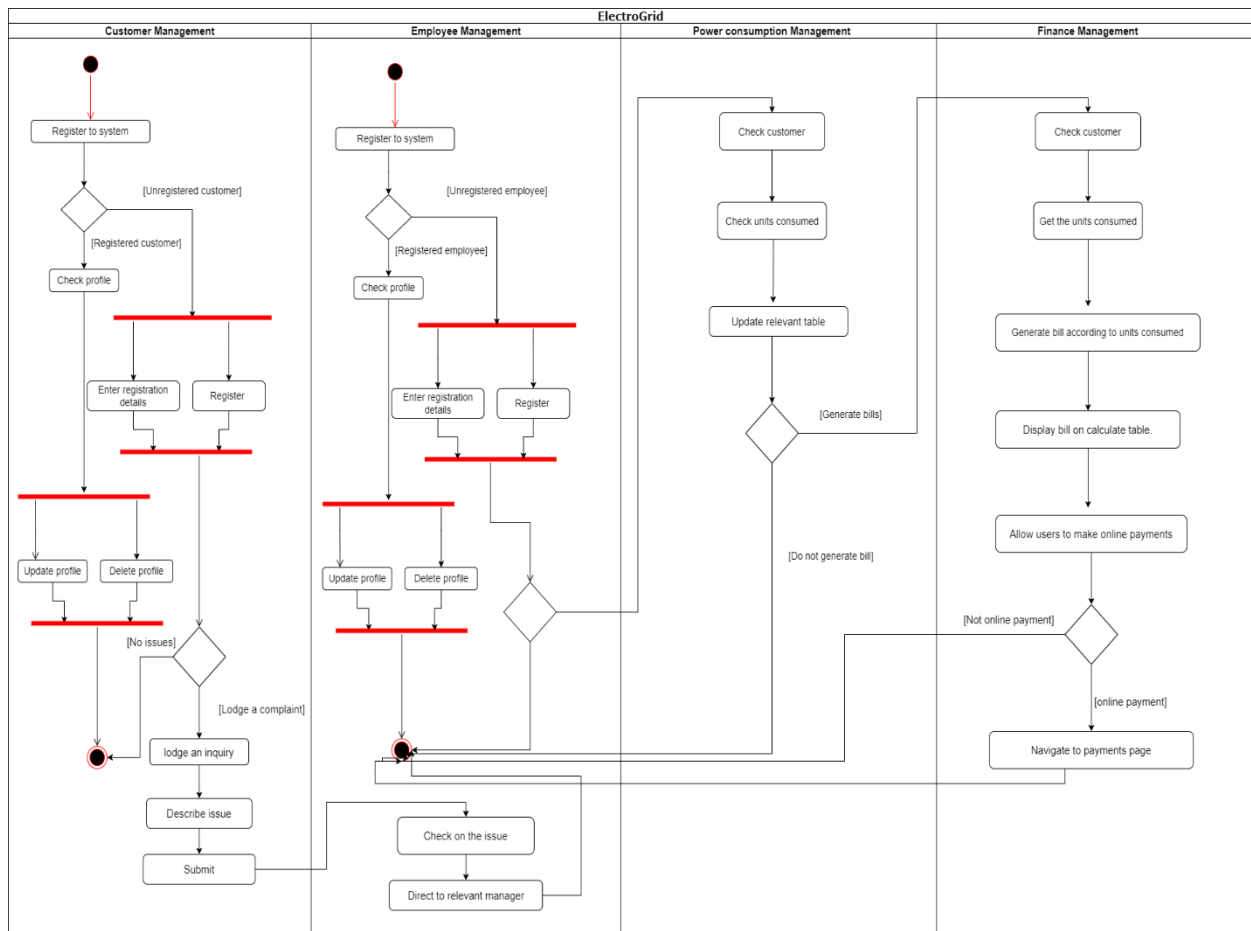 ElectroGrid
Customer Management
Employee Management
Power consumption Management
Finance Management
Register to system
[Unregistered customer]
[Registered customer]
Check profile
Enter registration
details
Register
Update profile
Delete profile
[No issues]
[Lodge a complaint]
lodge an inquiry
Describe issue
Submit
Register to system
[Unregistered employee]
[Registered employee]
Check profile
Enter registration
details
Register
Update profile
Delete profile
Check on the issue
Direct to relevant manager
Check customer
Check units consumed
Update relevant table
[Generate bills]
[Do not generate bill]
Check customer
Get the units consumed
Generate bill according to units consumed
Display bill on calculate table.
Allow users to make online payments
[Not online payment]
[online payment]
Navigate to payments page